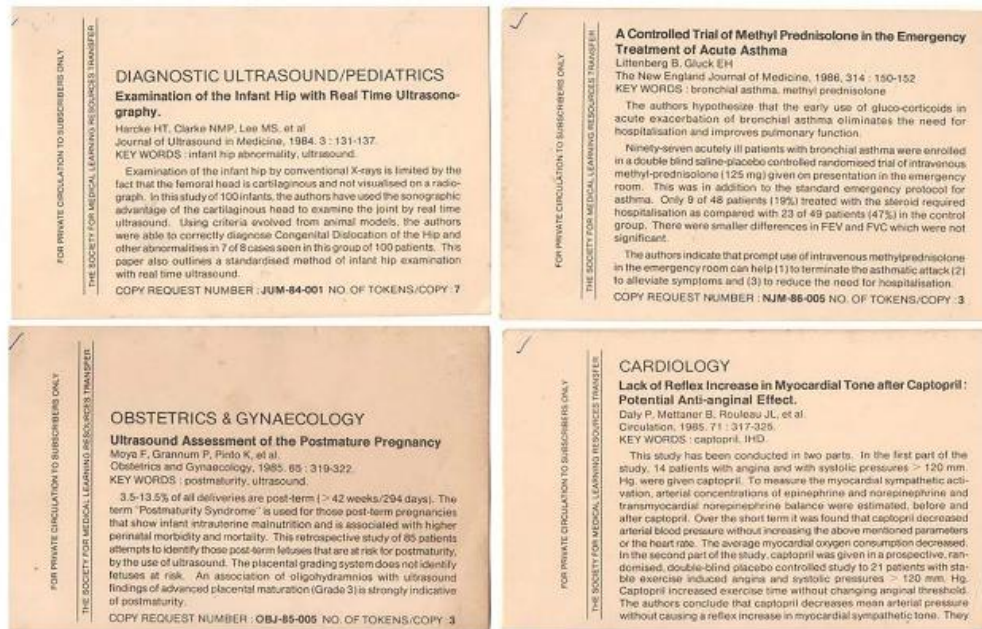 FOR PRIVATE CIRCULATION TO SUBSCRIBERS ONLY
THE SOCIETY FOR MEDICAL LEARNING RESOURCES TRANSFER
DIAGNOSTIC ULTRASOUND/PEDIATRICS
Examination of the Infant Hip with Real Time Ultrasono-
graphy.
Harcke HT, Clarke NMP, Lee MS, et al
Journal of Ultrasound in Medicine, 1984. 3 : 131-137.
KEY WORDS : infant hip abnormality, ultrasound.
Examination of the infant hip by conventional X-rays is limited by the
fact that the femoral head is cartilaginous and not visualised on a radio-
graph. In this study of 100 infants, the authors have used the sonographic
advantage of the cartilaginous head to examine the joint by real time
ultrasound. Using criteria evolved from animal models, the authors
were able to correctly diagnose Congenital Dislocation of the Hip and
other abnormalities in 7 of 8 cases seen in this group of 100 patients. This
paper also outlines a standardised method of infant hip examination
with real time ultrasound.
COPY REQUEST NUMBER : JUM-84-001 NO. OF TOKENS/COPY : 7
FOR PRIVATE CIRCULATION TO SUBSCRIBERS ONLY
THE SOCIETY FOR MEDICAL LEARNING RESOURCES TRANSFER
A Controlled Trial of Methyl Prednisolone in the Emergency
Treatment of Acute Asthma
Littenberg B, Gluck EH
The New England Journal of Medicine, 1986, 314 : 150-152
KEY WORDS : bronchial asthma, methyl prednisolone
The authors hypothesize that the early use of gluco-corticoids in
acute exacerbation of bronchial asthma eliminates the need for
hospitalisation and improves pulmonary function.
Ninety-seven acutely ill patients with bronchial asthma were enrolled
in a double blind saline-placebo controlled randomised trial of intravenous
methyl-prednisolone (125 mg) given on presentation in the emergency
room. This was in addition to the standard emergency protocol for
asthma. Only 9 of 48 patients (19%) treated with the steroid required
hospitalisation as compared with 23 of 49 patients (47%) in the control
group. There were smaller differences in FEV and FVC which were not
significant.
The authors indicate that prompt use of intravenous methylprednisolone
in the emergency room can help (1) to terminate the asthmatic attack (2)
to alleviate symptoms and (3) to reduce the need for hospitalisation.
COPY REQUEST NUMBER : NJM-86-005 NO. OF TOKENS/COPY : 3
FOR PRIVATE CIRCULATION TO SUBSCRIBERS ONLY
THE SOCIETY FOR MEDICAL LEARNING RESOURCES TRANSFER
OBSTETRICS & GYNAECOLOGY
Ultrasound Assessment of the Postmature Pregnancy
Moya F, Grannum P, Pinto K, et al.
Obstetrics and Gynaecology, 1985. 65 : 319-322.
KEY WORDS : postmaturity, ultrasound.
3.5-13.5% of all deliveries are post-term (> 42 weeks/294 days). The
term "Postmaturity Syndrome" is used for those post-term pregnancies
that show infant intrauterine malnutrition and is associated with higher
perinatal morbidity and mortality. This retrospective study of 85 patients
attempts to identify those post-term fetuses that are at risk for postmaturity,
by the use of ultrasound. The placental grading system does not identify
fetuses at risk. An association of oligohydramnios with ultrasound
findings of advanced placental maturation (Grade 3) is strongly indicative
of postmaturity.
COPY REQUEST NUMBER : OBJ-85-005 NO. OF TOKENS/COPY 3
FOR PRIVATE CIRCULATION TO SUBSCRIBERS ONLY
THE SOCIETY FOR MEDICAL LEARNING RESOURCES TRANSFER
CARDIOLOGY
Lack of Reflex Increase in Myocardial Tone after Captopril :
Potential Anti-anginal Effect.
Daly P, Mettaner B, Rouleau JL, et al.
Circulation, 1985. 71 : 317-325.
KEY WORDS : captopril, IHD.
This study has been conducted in two parts. In the first part of the
study, 14 patients with angina and with systolic pressures > 120 mm.
Hg. were given captopril. To measure the myocardial sympathetic acti-
vation, arterial concentrations of epinephrine and norepinephrine and
transmyocardial norepinephrine balance were estimated, before and
after captopril. Over the short term it was found that captopril decreased
arterial blood pressure without increasing the above mentioned parameters
or the heart rate. The average myocardial oxygen consumption decreased.
In the second part of the study, captopril was given in a prospective, ran-
domised, double-blind placebo controlled study to 21 patients with sta-
ble exercise induced angina and systolic pressures > 120 mm. Hg.
Captopril increased exercise time without changing anginal threshold.
The authors conclude that captopril decreases mean arterial pressure
without causing a reflex increase in myocardial sympathetic tone. They